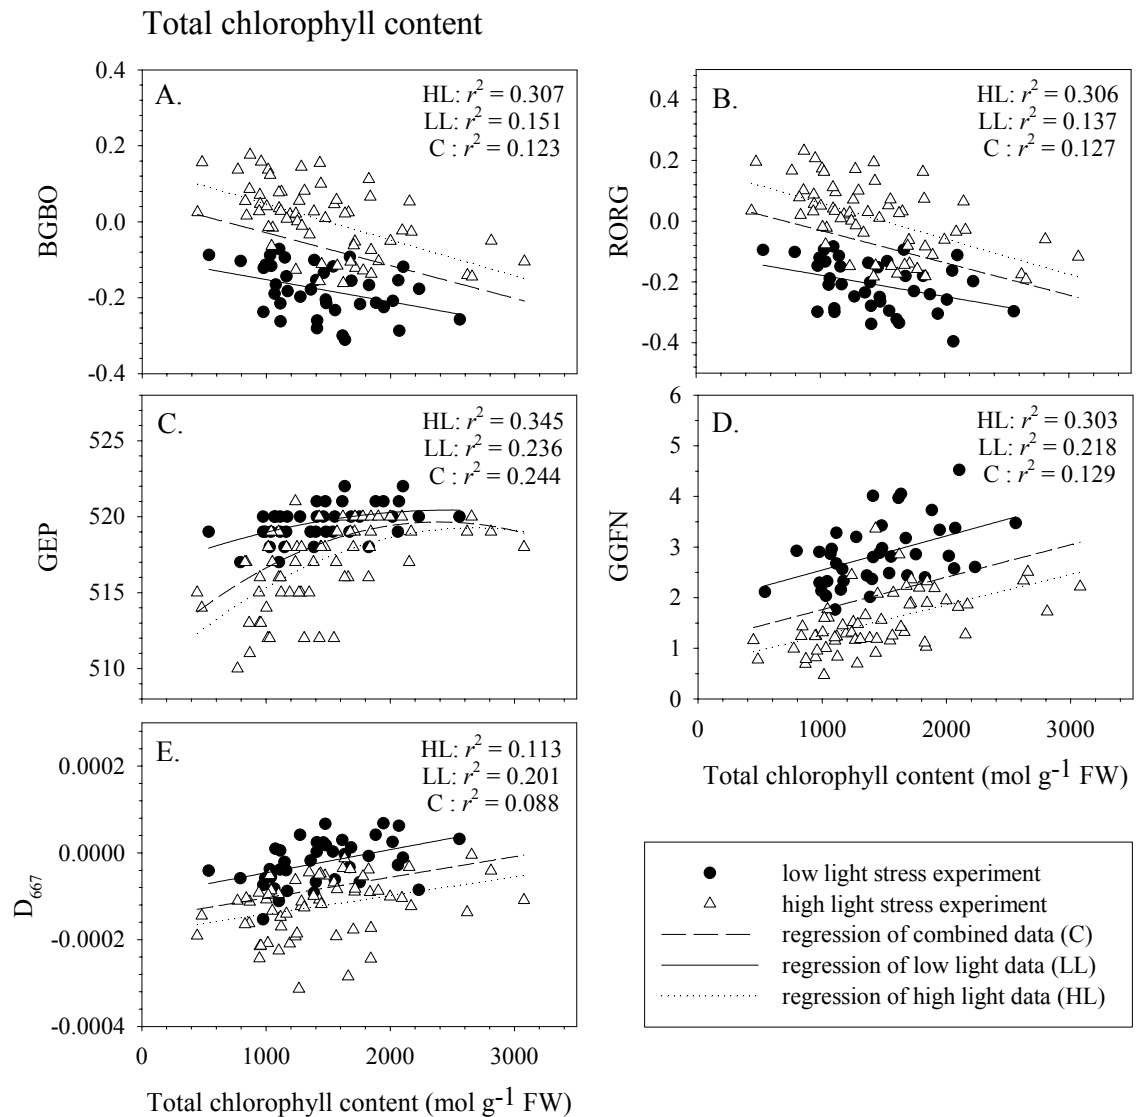 Total chlorophyll content
A.
HL: r² = 0.307
LL: r² = 0.151
C : r² = 0.123
0.4
0.2
0.0
-0.2
-0.4
BGBO
B.
HL: r² = 0.306
LL: r² = 0.137
C : r² = 0.127
0.4
0.2
0.0
-0.2
-0.4
RORG
C.
HL: r² = 0.345
LL: r² = 0.236
C : r² = 0.244
525
520
515
510
GEP
D.
HL: r² = 0.303
LL: r² = 0.218
C : r² = 0.129
6
5
4
3
2
1
0
GGFN
0 1000 2000 3000
Total chlorophyll content (mol g⁻¹ FW)
E.
HL: r² = 0.113
LL: r² = 0.201
C : r² = 0.088
0.0002
0.0000
-0.0002
-0.0004
D₆₆₇
0 1000 2000 3000
Total chlorophyll content (mol g⁻¹ FW)
low light stress experiment
high light stress experiment
regression of combined data (C)
regression of low light data (LL)
regression of high light data (HL)